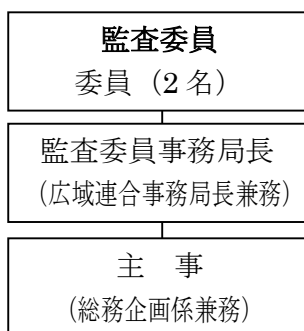 監査委員
委員（2 名）
監査委員事務局長
（広域連合事務局長兼務）
主　事
（総務企画係兼務）